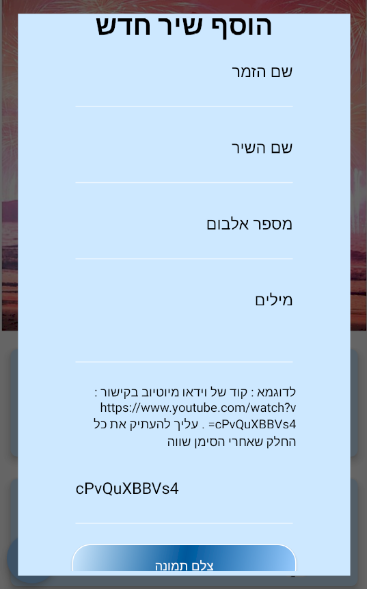 הוסף שיר חדש
שם הזמר
שם השיר
מספר אלבום
מילים
לדוגמא : קוד של וידאו מיוטיוב בקישור :
https://www.youtube.com/watch?v
=cPvQuXBBVs4 . עליך להעתיק את כל
החלק שאחרי הסימן שווה
cPvQuXBBVs4
צלם תמונה